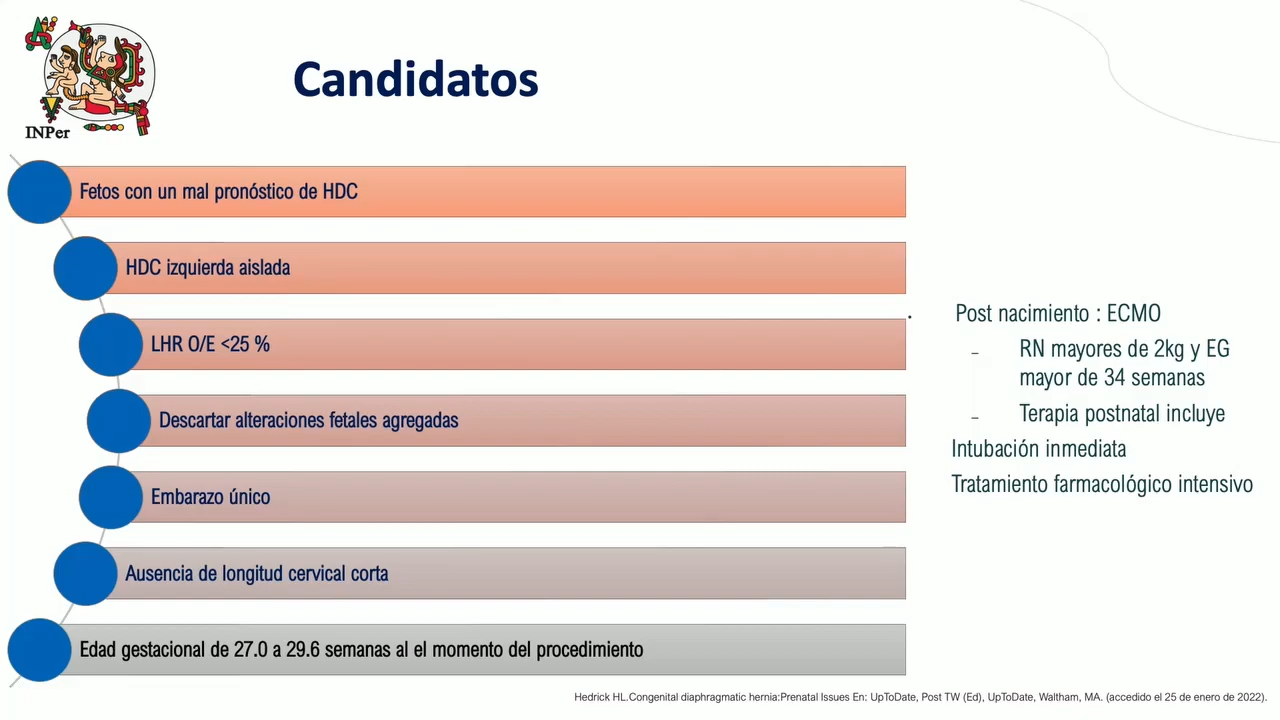 INPer
Candidatos
Fetos con un mal pronóstico de HDC
HDC izquierda aislada
LHR O/E <25 %
Descartar alteraciones fetales agregadas
Embarazo único
Ausencia de longitud cervical corta
Edad gestacional de 27.0 a 29.6 semanas al el momento del procedimiento
• Post nacimiento : ECMO
– RN mayores de 2kg y EG
mayor de 34 semanas
– Terapia postnatal incluye
Intubación inmediata
Tratamiento farmacológico intensivo
Hedrick HL.Congenital diaphragmatic hernia:Prenatal Issues En: UpToDate, Post TW (Ed), UpToDate, Waltham, MA. (accedido el 25 de enero de 2022).